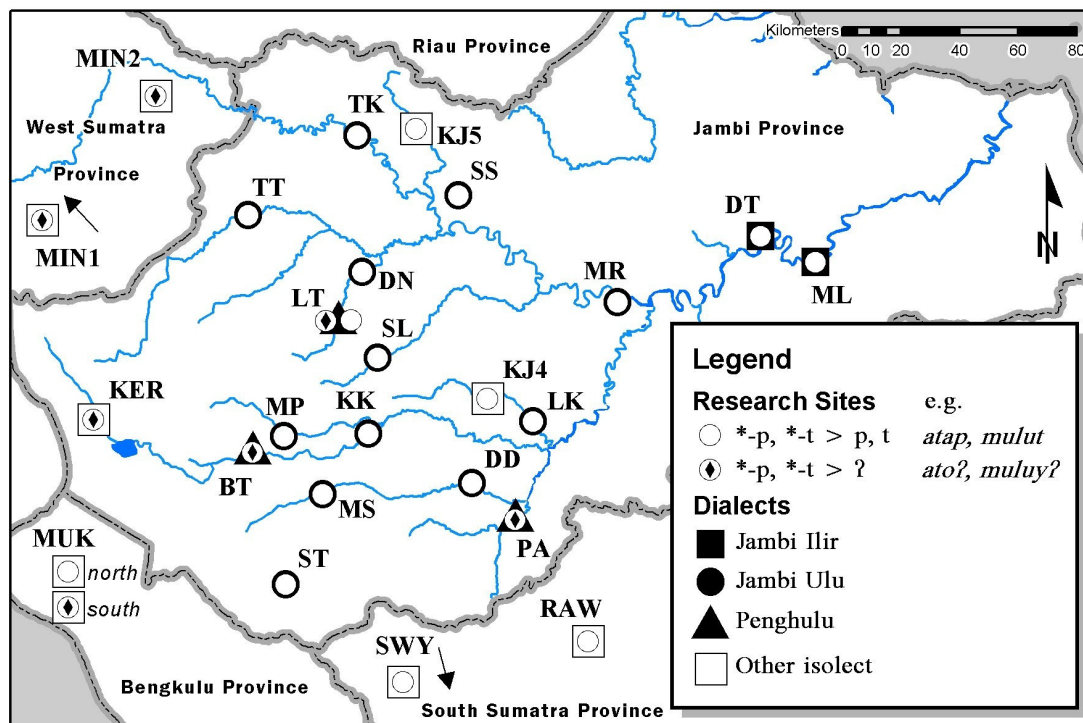 Riau Province
Kilometers
0 10 20 40 60 80
MIN2
West Sumatra
Province
MIN1
TK
KJ5
Jambi Province
SS
TT
DT
N
ML
DN
MR
LT
SL
KER
MP
KK
KJ4
LK
BT
DD
MS
PA
MUK
north
south
ST
RAW
SWY
Bengkulu Province
South Sumatra Province
Legend
Research Sites e.g.
*-p, *-t > p, t atap, mulut
*-p, *-t > ʔ atoʔ, muluyʔ
Dialects
Jambi Ilir
Jambi Ulu
Penghulu
Other isolect